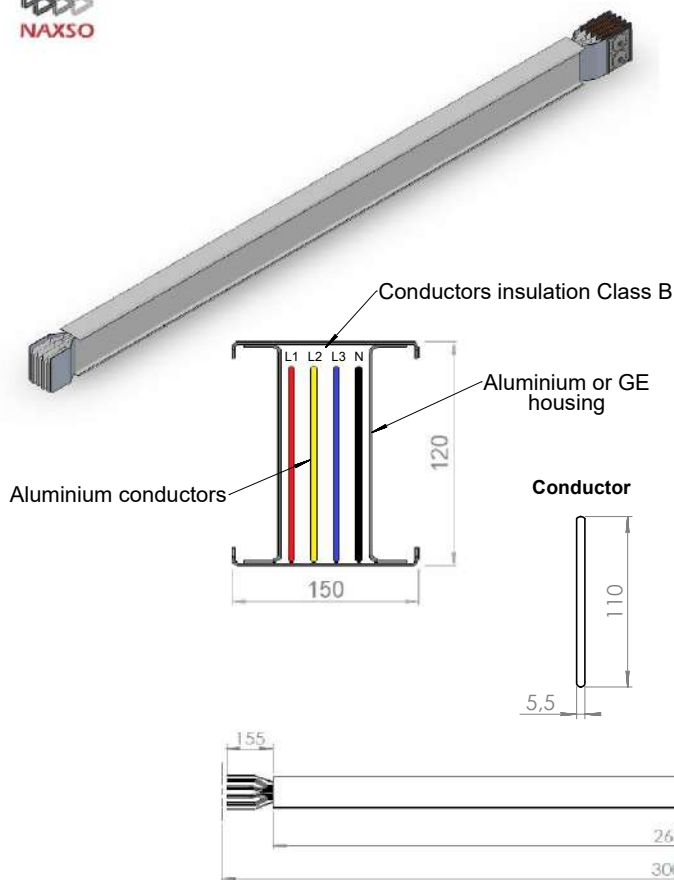 NAXSO
Conductors insulation Class B
L1 L2 L3 N
Aluminium or GE
housing
120
Aluminium conductors
Conductor
150
110
5,5
155